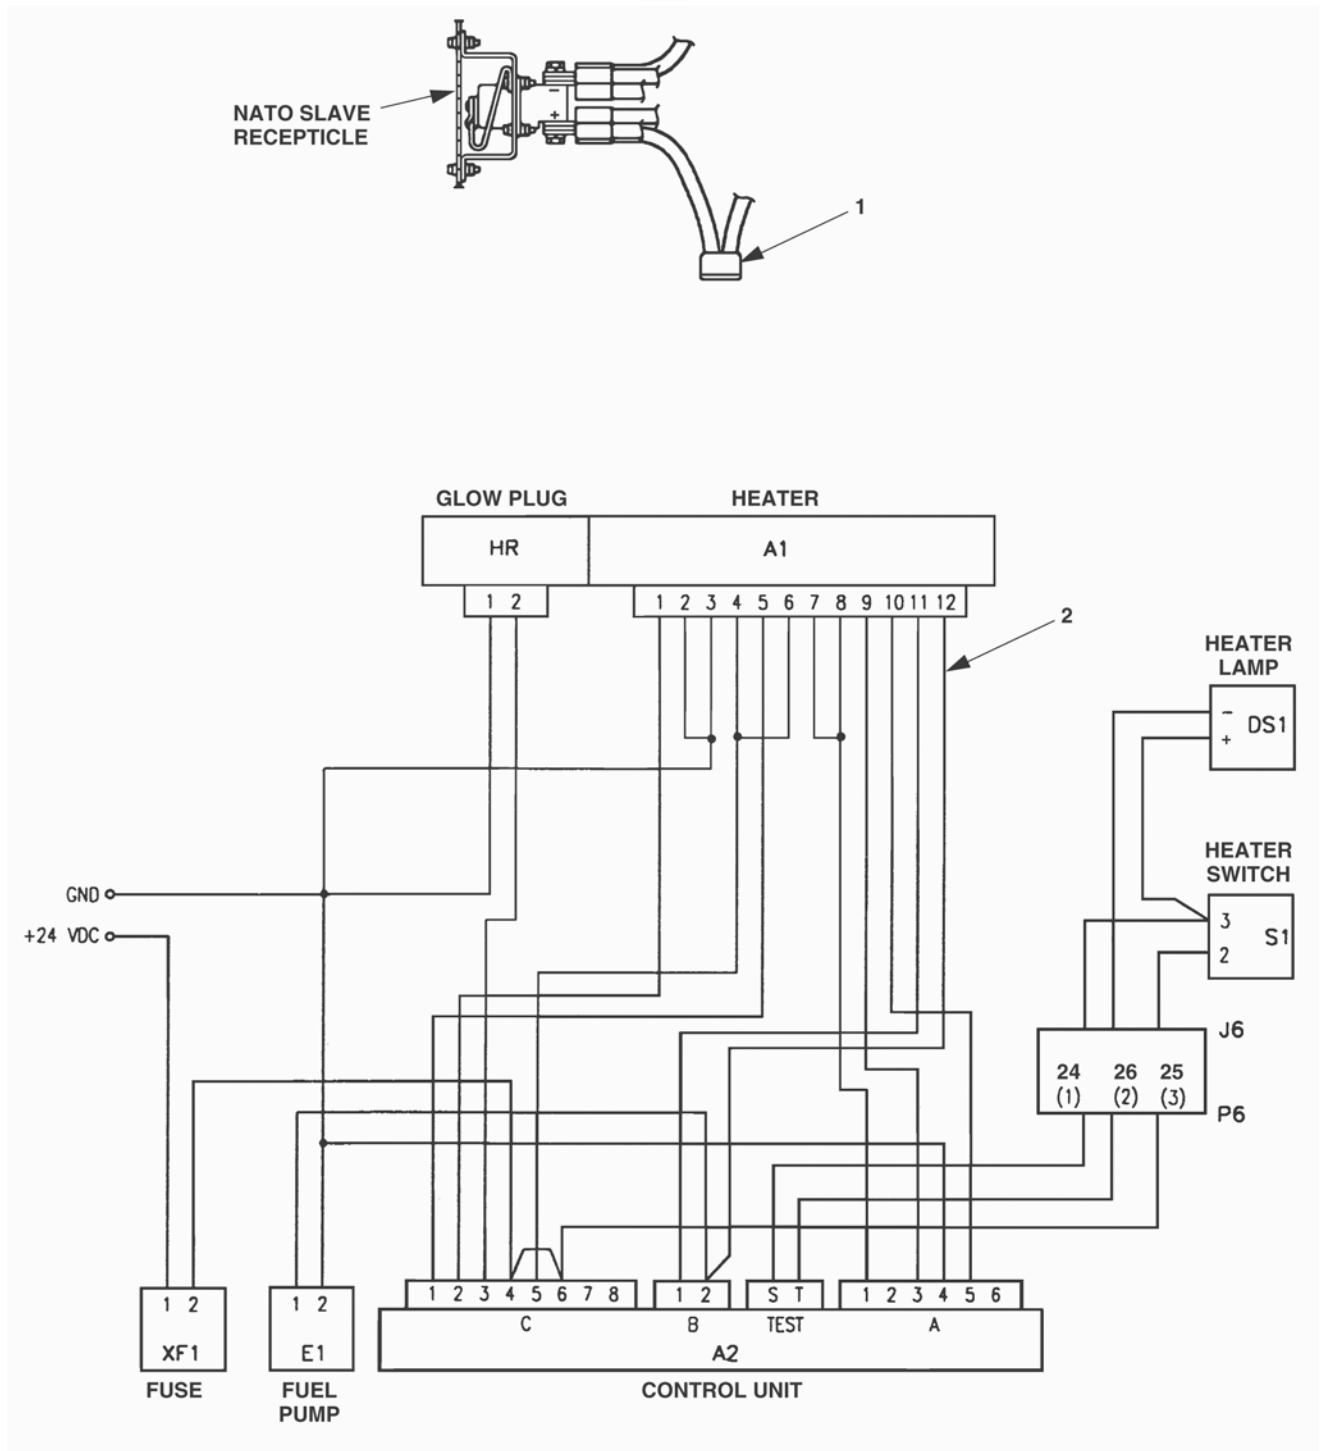 NATO SLAVE
RECEPTICLE
−
+
1
GLOW PLUG HEATER
HR A1
1 2 1 2 3 4 5 6 7 8 9 10 11 12
2
HEATER
LAMP
−
DS1
+
HEATER
SWITCH
GND
3
+24 VDC
S1
2
J6
24 26 25
(1) (2) (3)
P6
1 2 3 4 5 6 7 8 1 2 S T 1 2 3 4 5 6
1 2 1 2
C B TEST A
XF1 E1 A2
FUSE FUEL
PUMP
CONTROL UNIT